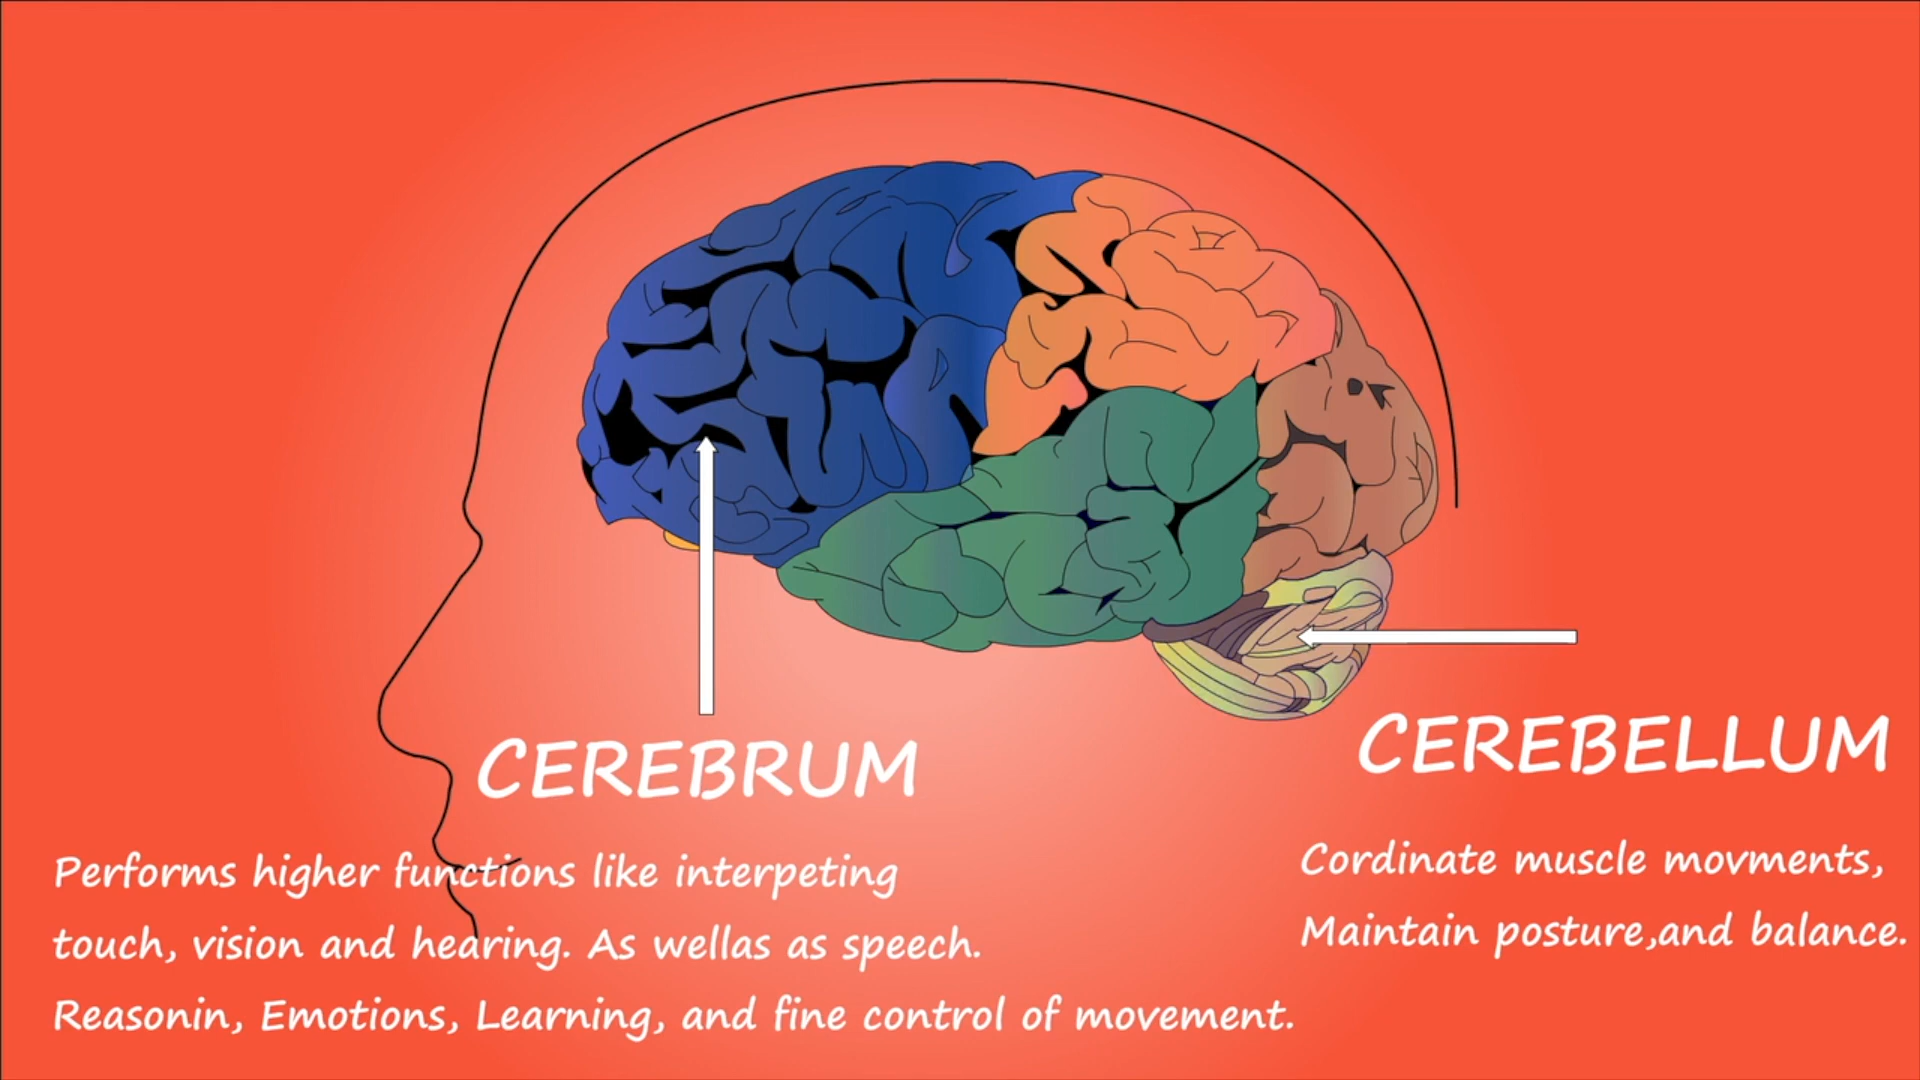 CEREBRUM
Performs higher functions like interpeting
touch, vision and hearing. As wellas as speech.
Reasonin, Emotions, Learning, and fine control of movement.
CEREBELLUM
Cordinate muscle movments,
Maintain posture,and balance.